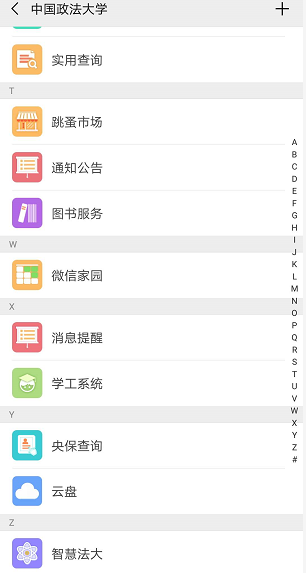 中国政法大学
实用查询
T
跳蚤市场
通知公告
图书服务
W
微信家园
X
消息提醒
学工系统
Y
央保查询
云盘
Z
智慧法大
A
B
C
D
E
F
G
H
I
J
K
L
M
N
O
P
Q
R
S
T
U
V
W
X
Y
Z
#